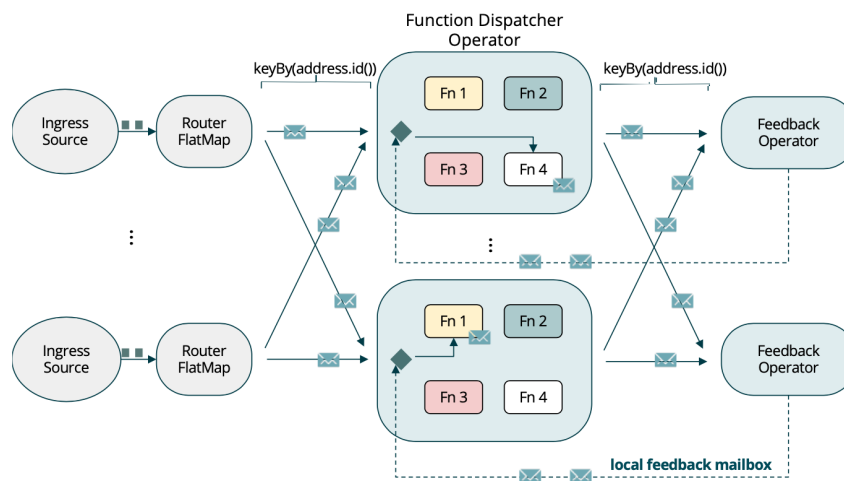 Function Dispatcher
Operator
keyBy(address.id())
keyBy(address.id())
Ingress
Source
Router
FlatMap
Fn 1
Fn 2
Fn 3
Fn 4
Feedback
Operator
Ingress
Source
Router
FlatMap
Fn 1
Fn 2
Fn 3
Fn 4
Feedback
Operator
local feedback mailbox